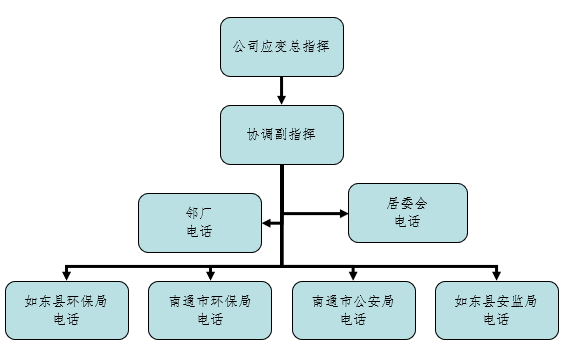 公司应变总指挥
协调副指挥
邻厂
电话
居委会
电话
如东县环保局
电话
南通市环保局
电话
南通市公安局
电话
如东县安监局
电话